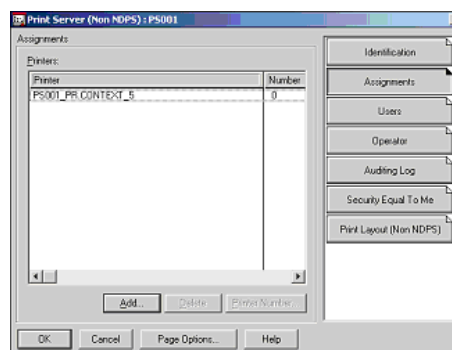 Print Server (Non NDPS) : PS001
Assignments
Printers:
Printer Number
PS001_PR.CONTEXT_5 0
Add... Delete Printer Number...
OK Cancel Page Options... Help
Identification
Assignments
Users
Operator
Auditing Log
Security Equal To Me
Print Layout (Non NDPS)